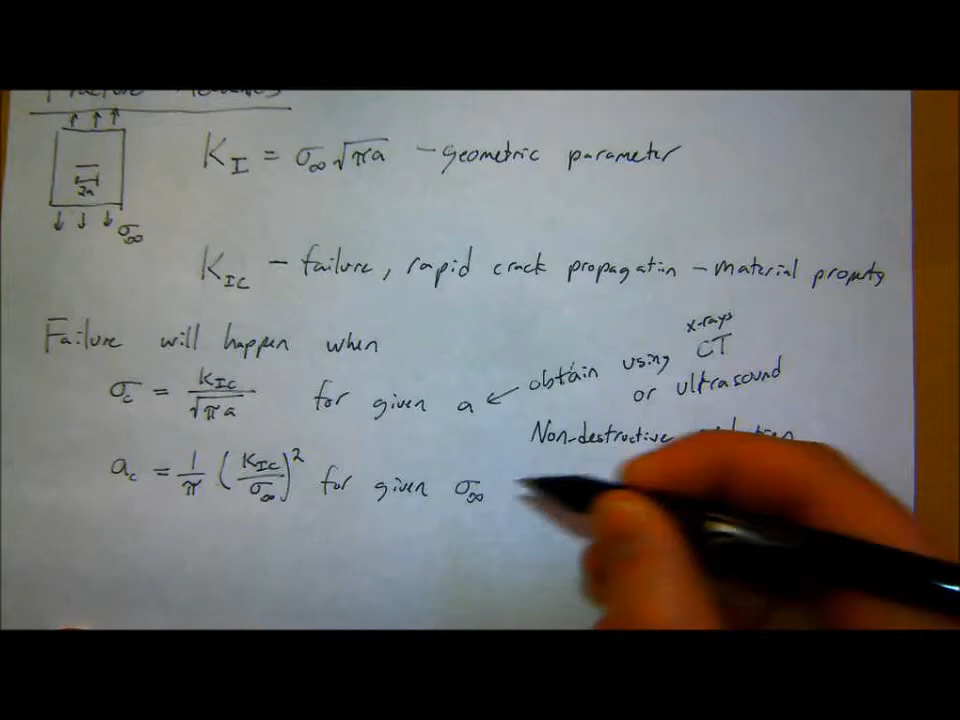 2a
σ∞
K_I = σ∞ √πa - geometric parameter
K_IC - failure, rapid crack propagation - material property
Failure will happen when
σc = K_IC / √πa for given a ← obtain using x-rays CT
or ultrasound
Non-destructive
a_c = 1/π (K_IC / σ∞)² for given σ∞